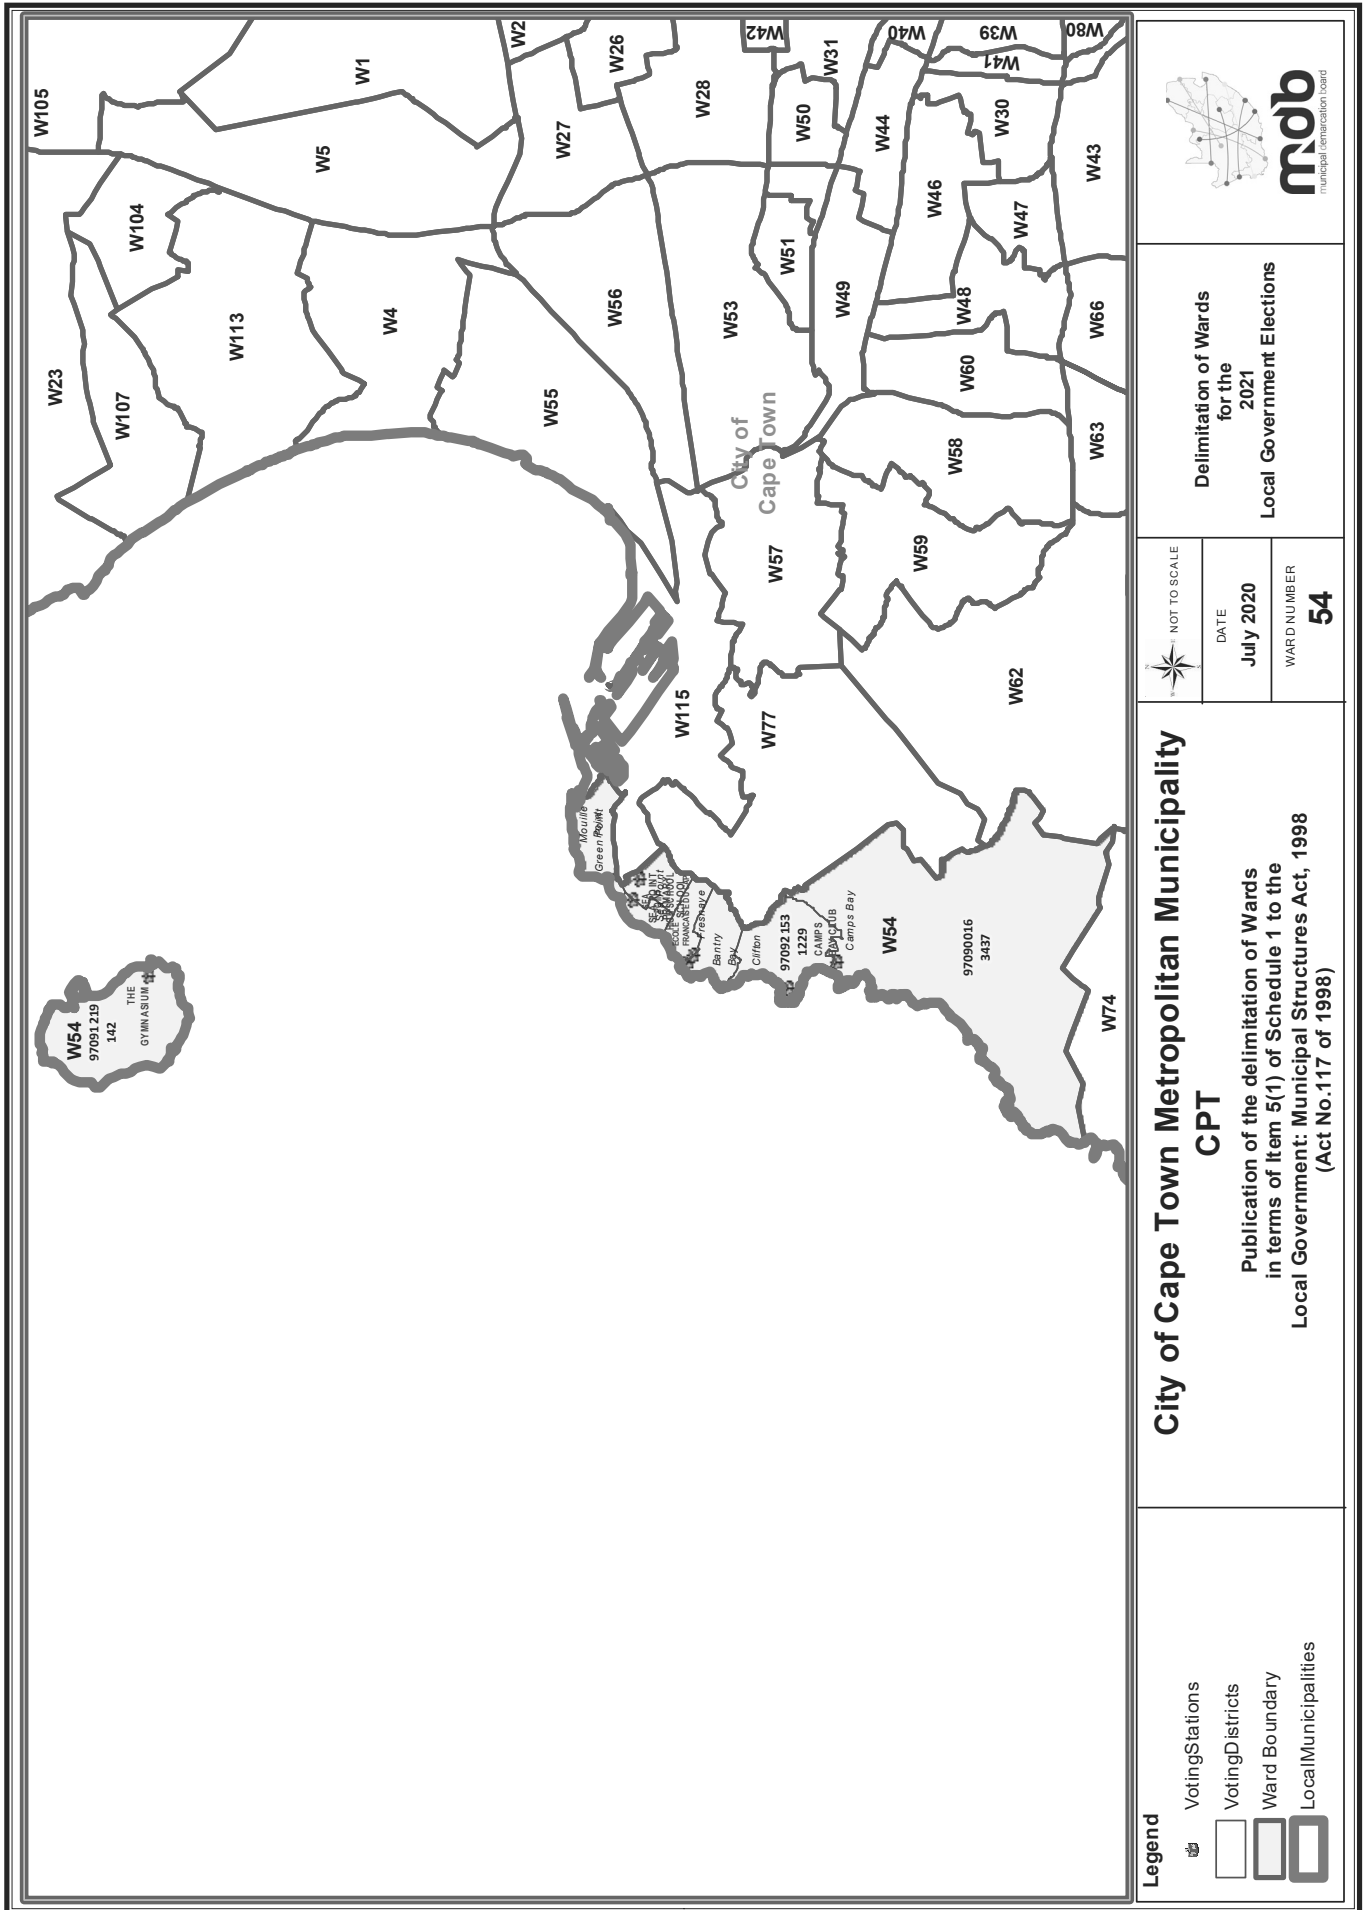 W105
W1
W2
W26
W42
W31
W40
W39
W80
W41
W5
W27
W28
W50
W44
W30
W43
W23
W104
W107
W113
W4
W55
W56
W53
W51
W49
W46
W47
W48
W60
W66
W58
W63
City of
Cape Town
W57
W59
W62
W115
W77
Mouille
Point
Green Point
Fresnaye
Bantry
Bay
Clifton
97092153
1229
CAMPS
Camps Bay
W54
97090016
3437
W74
W54
97091219
142
THE
GYMNASIUM
Legend
VotingStations
VotingDistricts
Ward Boundary
LocalMunicipalities
City of Cape Town Metropolitan Municipality
CPT
Publication of the delimitation of Wards
in terms of Item 5(1) of Schedule 1 to the
Local Government: Municipal Structures Act, 1998
(Act No.117 of 1998)
N
E
S
W
NOT TO SCALE
DATE
July 2020
WARD NUMBER
54
Delimitation of Wards
for the
2021
Local Government Elections
mdb
municipal demarcation board